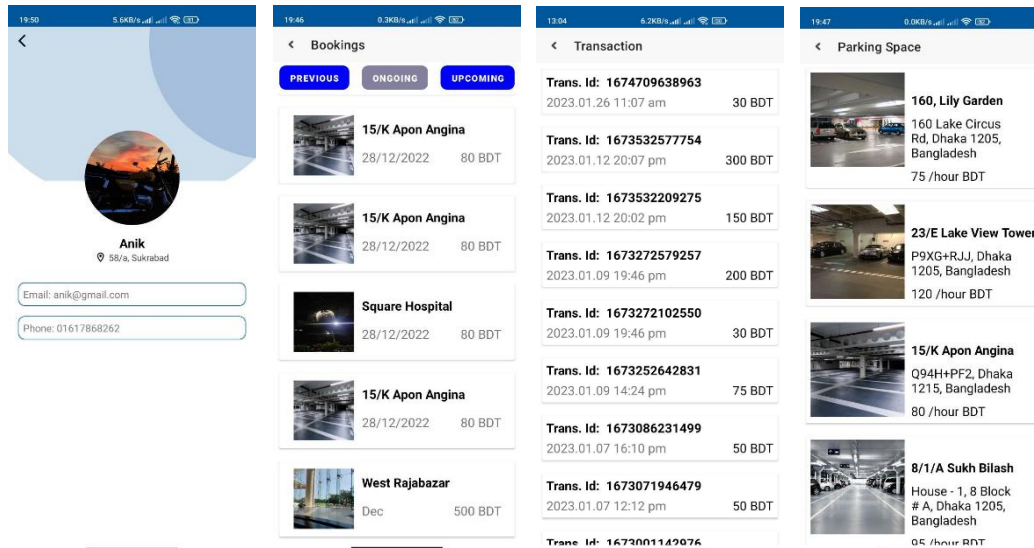 19:50
5.6KB/s
Anik
58/a, Sukrabad
Email: anik@gmail.com
Phone: 01617868262
19:46
0.3KB/s
Bookings
PREVIOUS
ONGOING
UPCOMING
15/K Apon Angina
28/12/2022
80 BDT
15/K Apon Angina
28/12/2022
80 BDT
Square Hospital
28/12/2022
80 BDT
15/K Apon Angina
28/12/2022
80 BDT
West Rajabazar
Dec
500 BDT
13:04
6.2KB/s
Transaction
Trans. Id: 1674709638963
2023.01.26 11:07 am
30 BDT
Trans. Id: 1673532577754
2023.01.12 20:07 pm
300 BDT
Trans. Id: 1673532209275
2023.01.12 20:02 pm
150 BDT
Trans. Id: 1673272579257
2023.01.09 19:46 pm
200 BDT
Trans. Id: 1673272102550
2023.01.09 19:46 pm
30 BDT
Trans. Id: 1673252642831
2023.01.09 14:24 pm
75 BDT
Trans. Id: 1673086231499
2023.01.07 16:10 pm
50 BDT
Trans. Id: 1673071946479
2023.01.07 12:12 pm
50 BDT
Trans. Id: 1673001142976
19:47
0.0KB/s
Parking Space
160, Lily Garden
160 Lake Circus
Rd, Dhaka 1205,
Bangladesh
75 /hour BDT
23/E Lake View Tower
P9XG+RJJ, Dhaka
1205, Bangladesh
120 /hour BDT
15/K Apon Angina
Q94H+PF2, Dhaka
1215, Bangladesh
80 /hour BDT
8/1/A Sukh Bilash
House - 1, 8 Block
# A, Dhaka 1205,
Bangladesh
95 /hour BDT